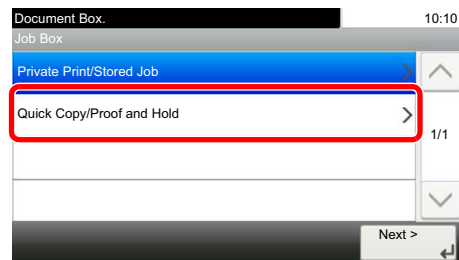 Document Box.
10:10
Job Box
Private Print/Stored Job
Quick Copy/Proof and Hold
1/1
Next >